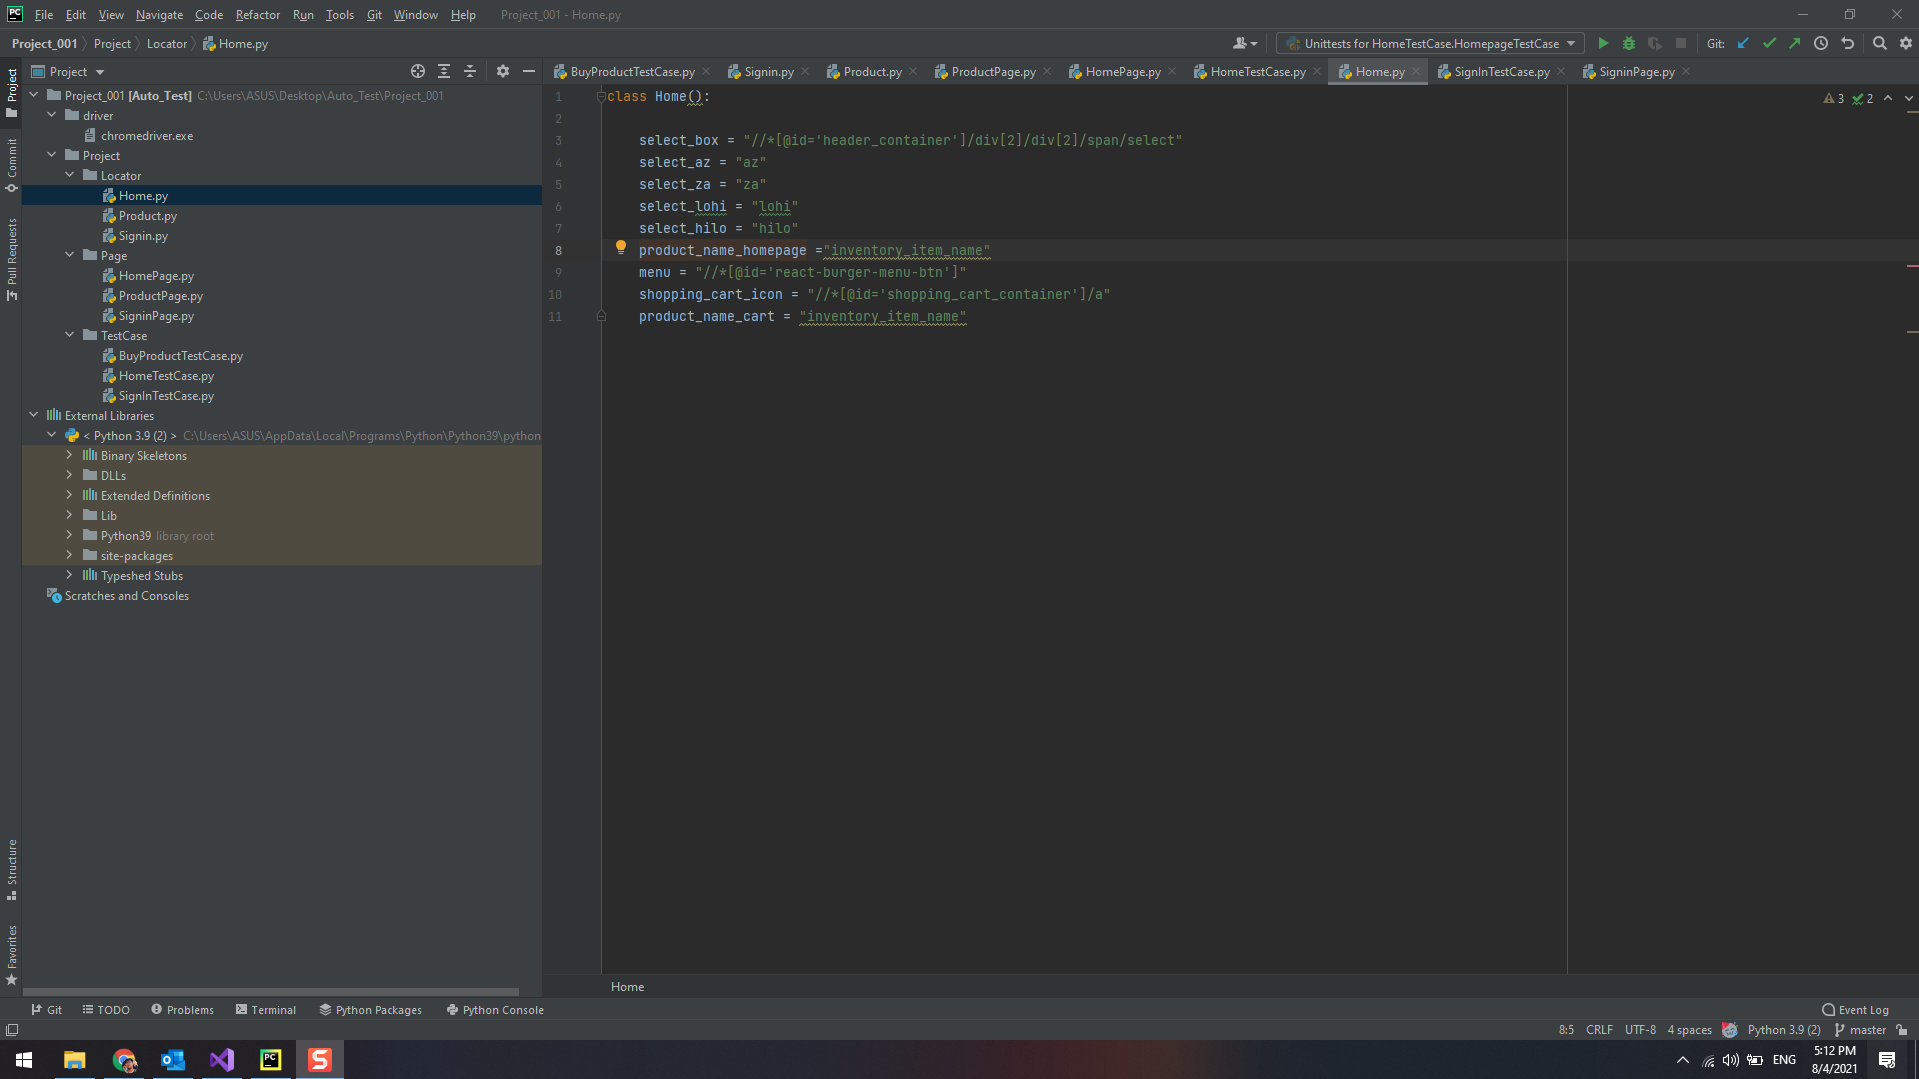 PC File Edit View Navigate Code Refactor Run Tools Git Window Help Project_001 - Home.py
Project_001 Project Locator Home.py Unittests for HomeTestCase.HomepageTestCase Git:
Project
BuyProductTestCase.py Signin.py Product.py ProductPage.py HomePage.py HomeTestCase.py Home.py SignInTestCase.py SigninPage.py
Project
Commit
Pull Requests
Structure
Favorites
Project_001 [Auto_Test] C:\Users\ASUS\Desktop\Auto_Test\Project_001
driver
chromedriver.exe
Project
Locator
Home.py
Product.py
Signin.py
Page
HomePage.py
ProductPage.py
SigninPage.py
TestCase
BuyProductTestCase.py
HomeTestCase.py
SignInTestCase.py
External Libraries
< Python 3.9 (2) > C:\Users\ASUS\AppData\Local\Programs\Python\Python39\python
Binary Skeletons
DLLs
Extended Definitions
Lib
Python39 library root
site-packages
Typeshed Stubs
Scratches and Consoles
1 class Home():
3 2
2
3 select_box = "//*[@id='header_container']/div[2]/div[2]/span/select"
4 select_az = "az"
5 select_za = "za"
6 select_lohi = "lohi"
7 select_hilo = "hilo"
8 product_name_homepage ="inventory_item_name"
9 menu = "//*[@id='react-burger-menu-btn']"
10 shopping_cart_icon = "//*[@id='shopping_cart_container']/a"
11 product_name_cart = "inventory_item_name"
Home
Git TODO Problems Terminal Python Packages Python Console Event Log
8:5 CRLF UTF-8 4 spaces Python 3.9 (2) master
PC S ENG 5:12 PM
8/4/2021